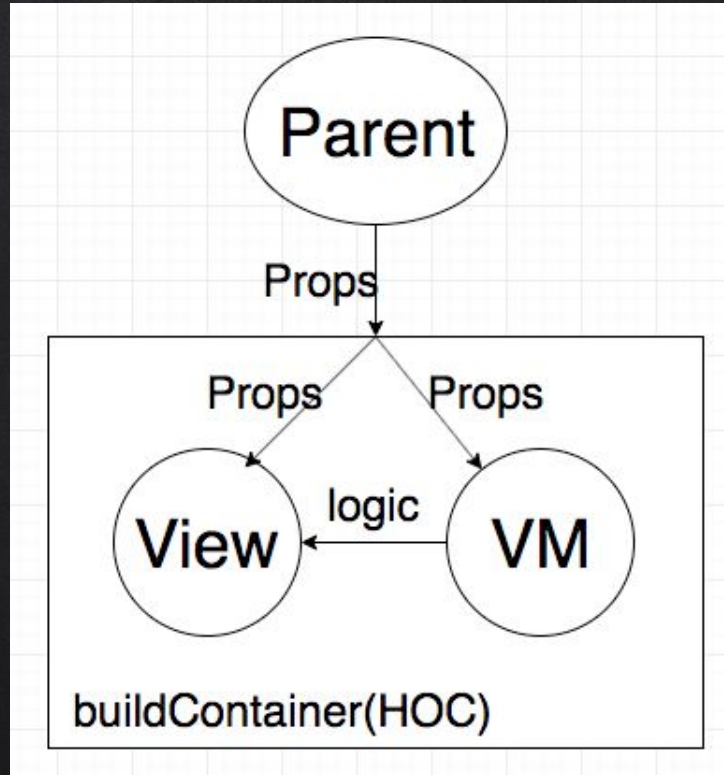 Parent
Props
Props
Props
logic
View
VM
buildContainer(HOC)